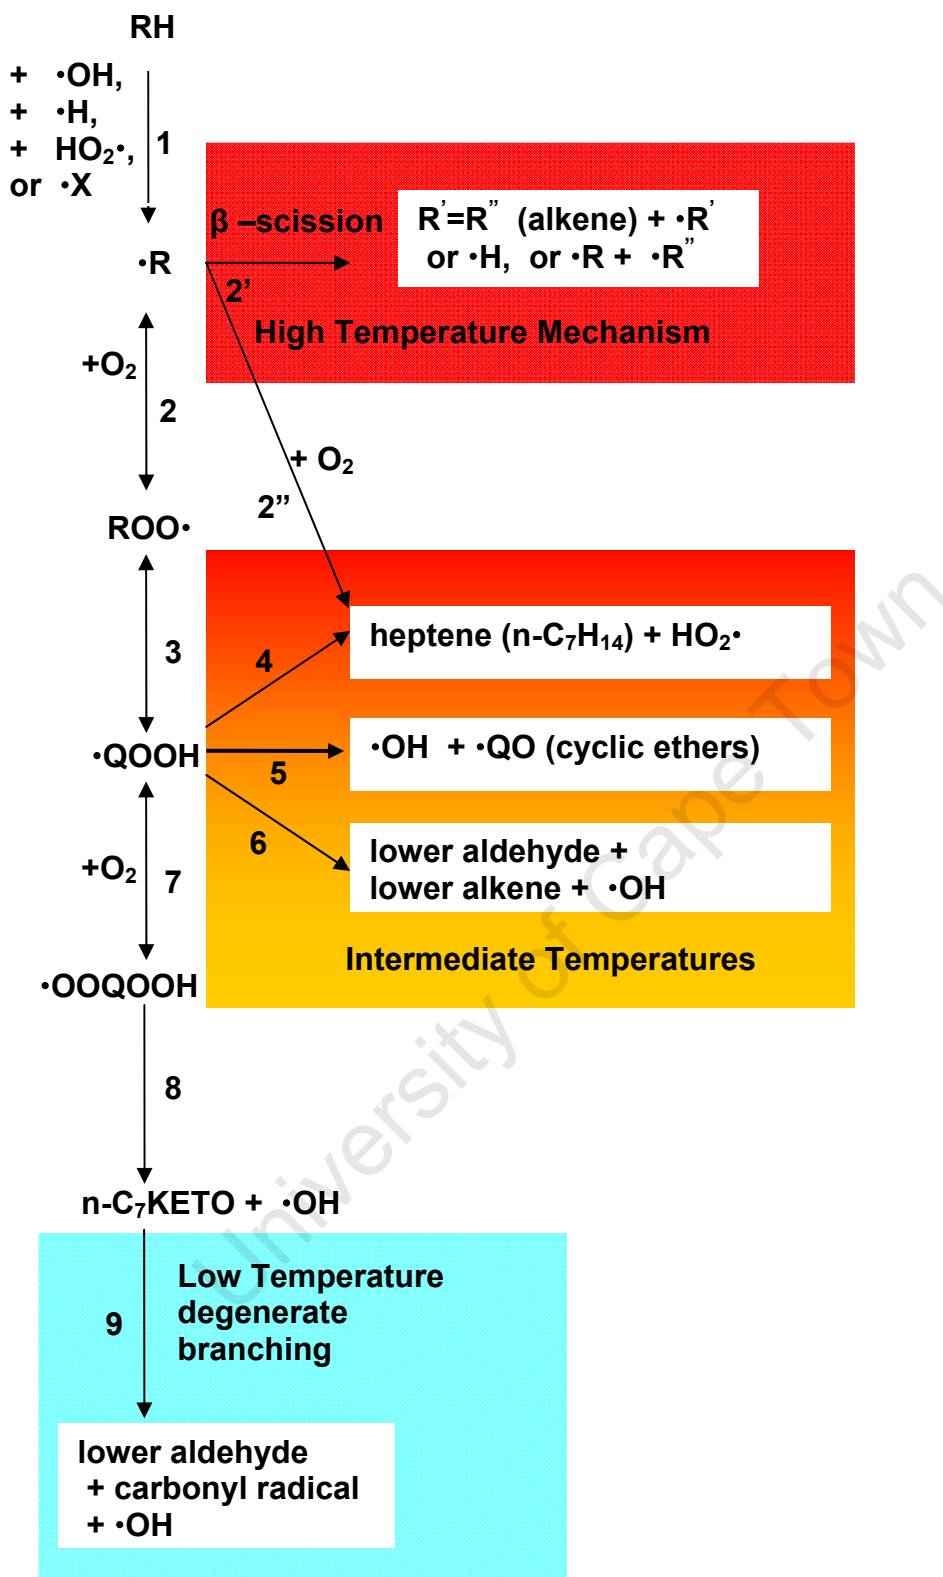 RH
+ •OH,
+ •H,
+ HO₂•,
or •X
1
β –scission
R'=R" (alkene) + •R'
or •H, or •R + •R"
•R
2'
High Temperature Mechanism
+O₂
2
+ O₂
2"
ROO•
heptene (n-C₇H₁₄) + HO₂•
3
4
•QOOH
•OH + •QO (cyclic ethers)
5
6
lower aldehyde +
lower alkene + •OH
+O₂
7
Intermediate Temperatures
•OOQOOH
8
n-C₇KETO + •OH
Low Temperature
degenerate
branching
9
lower aldehyde
+ carbonyl radical
+ •OH
University of Cape Town